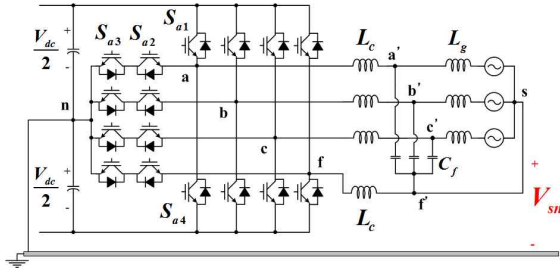 S_a1
V_dc/2
+
-
S_a3
S_a2
L_c
a'
L_g
a
n
b'
s
b
c'
c
V_dc/2
+
-
f
C_f
S_a4
f'
L_c
+
V_sn
-